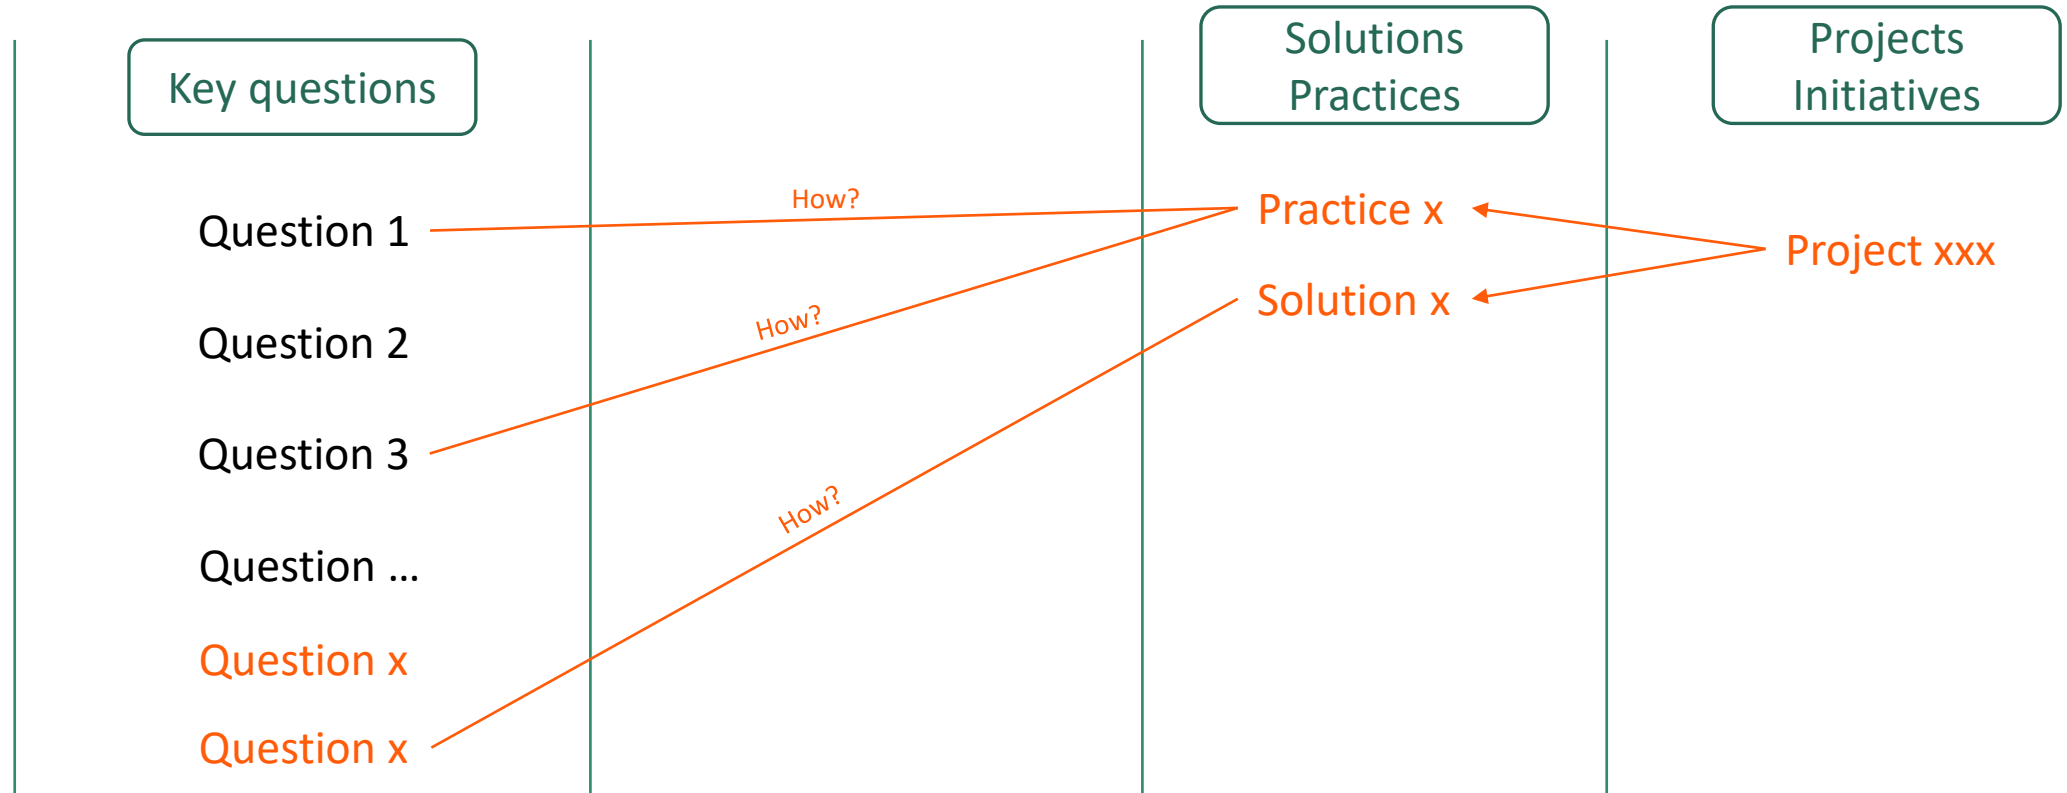 Key questions
Solutions
Practices
Projects
Initiatives
Question 1
How?
Practice x
Project xxx
Solution x
How?
Question 2
Question 3
How?
Question ...
Question x
Question x